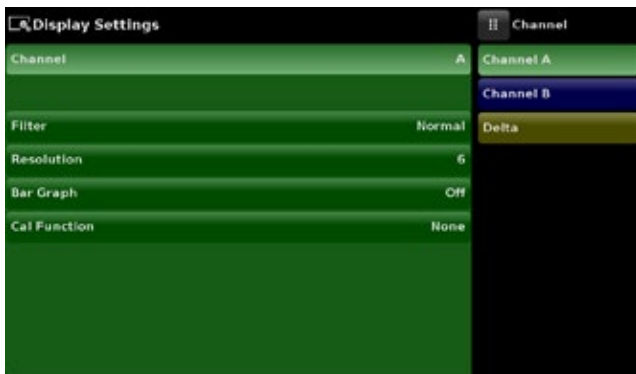 Display Settings
Channel A
Filter Normal
Resolution 6
Bar Graph Off
Cal Function None
Channel
Channel A
Channel B
Delta